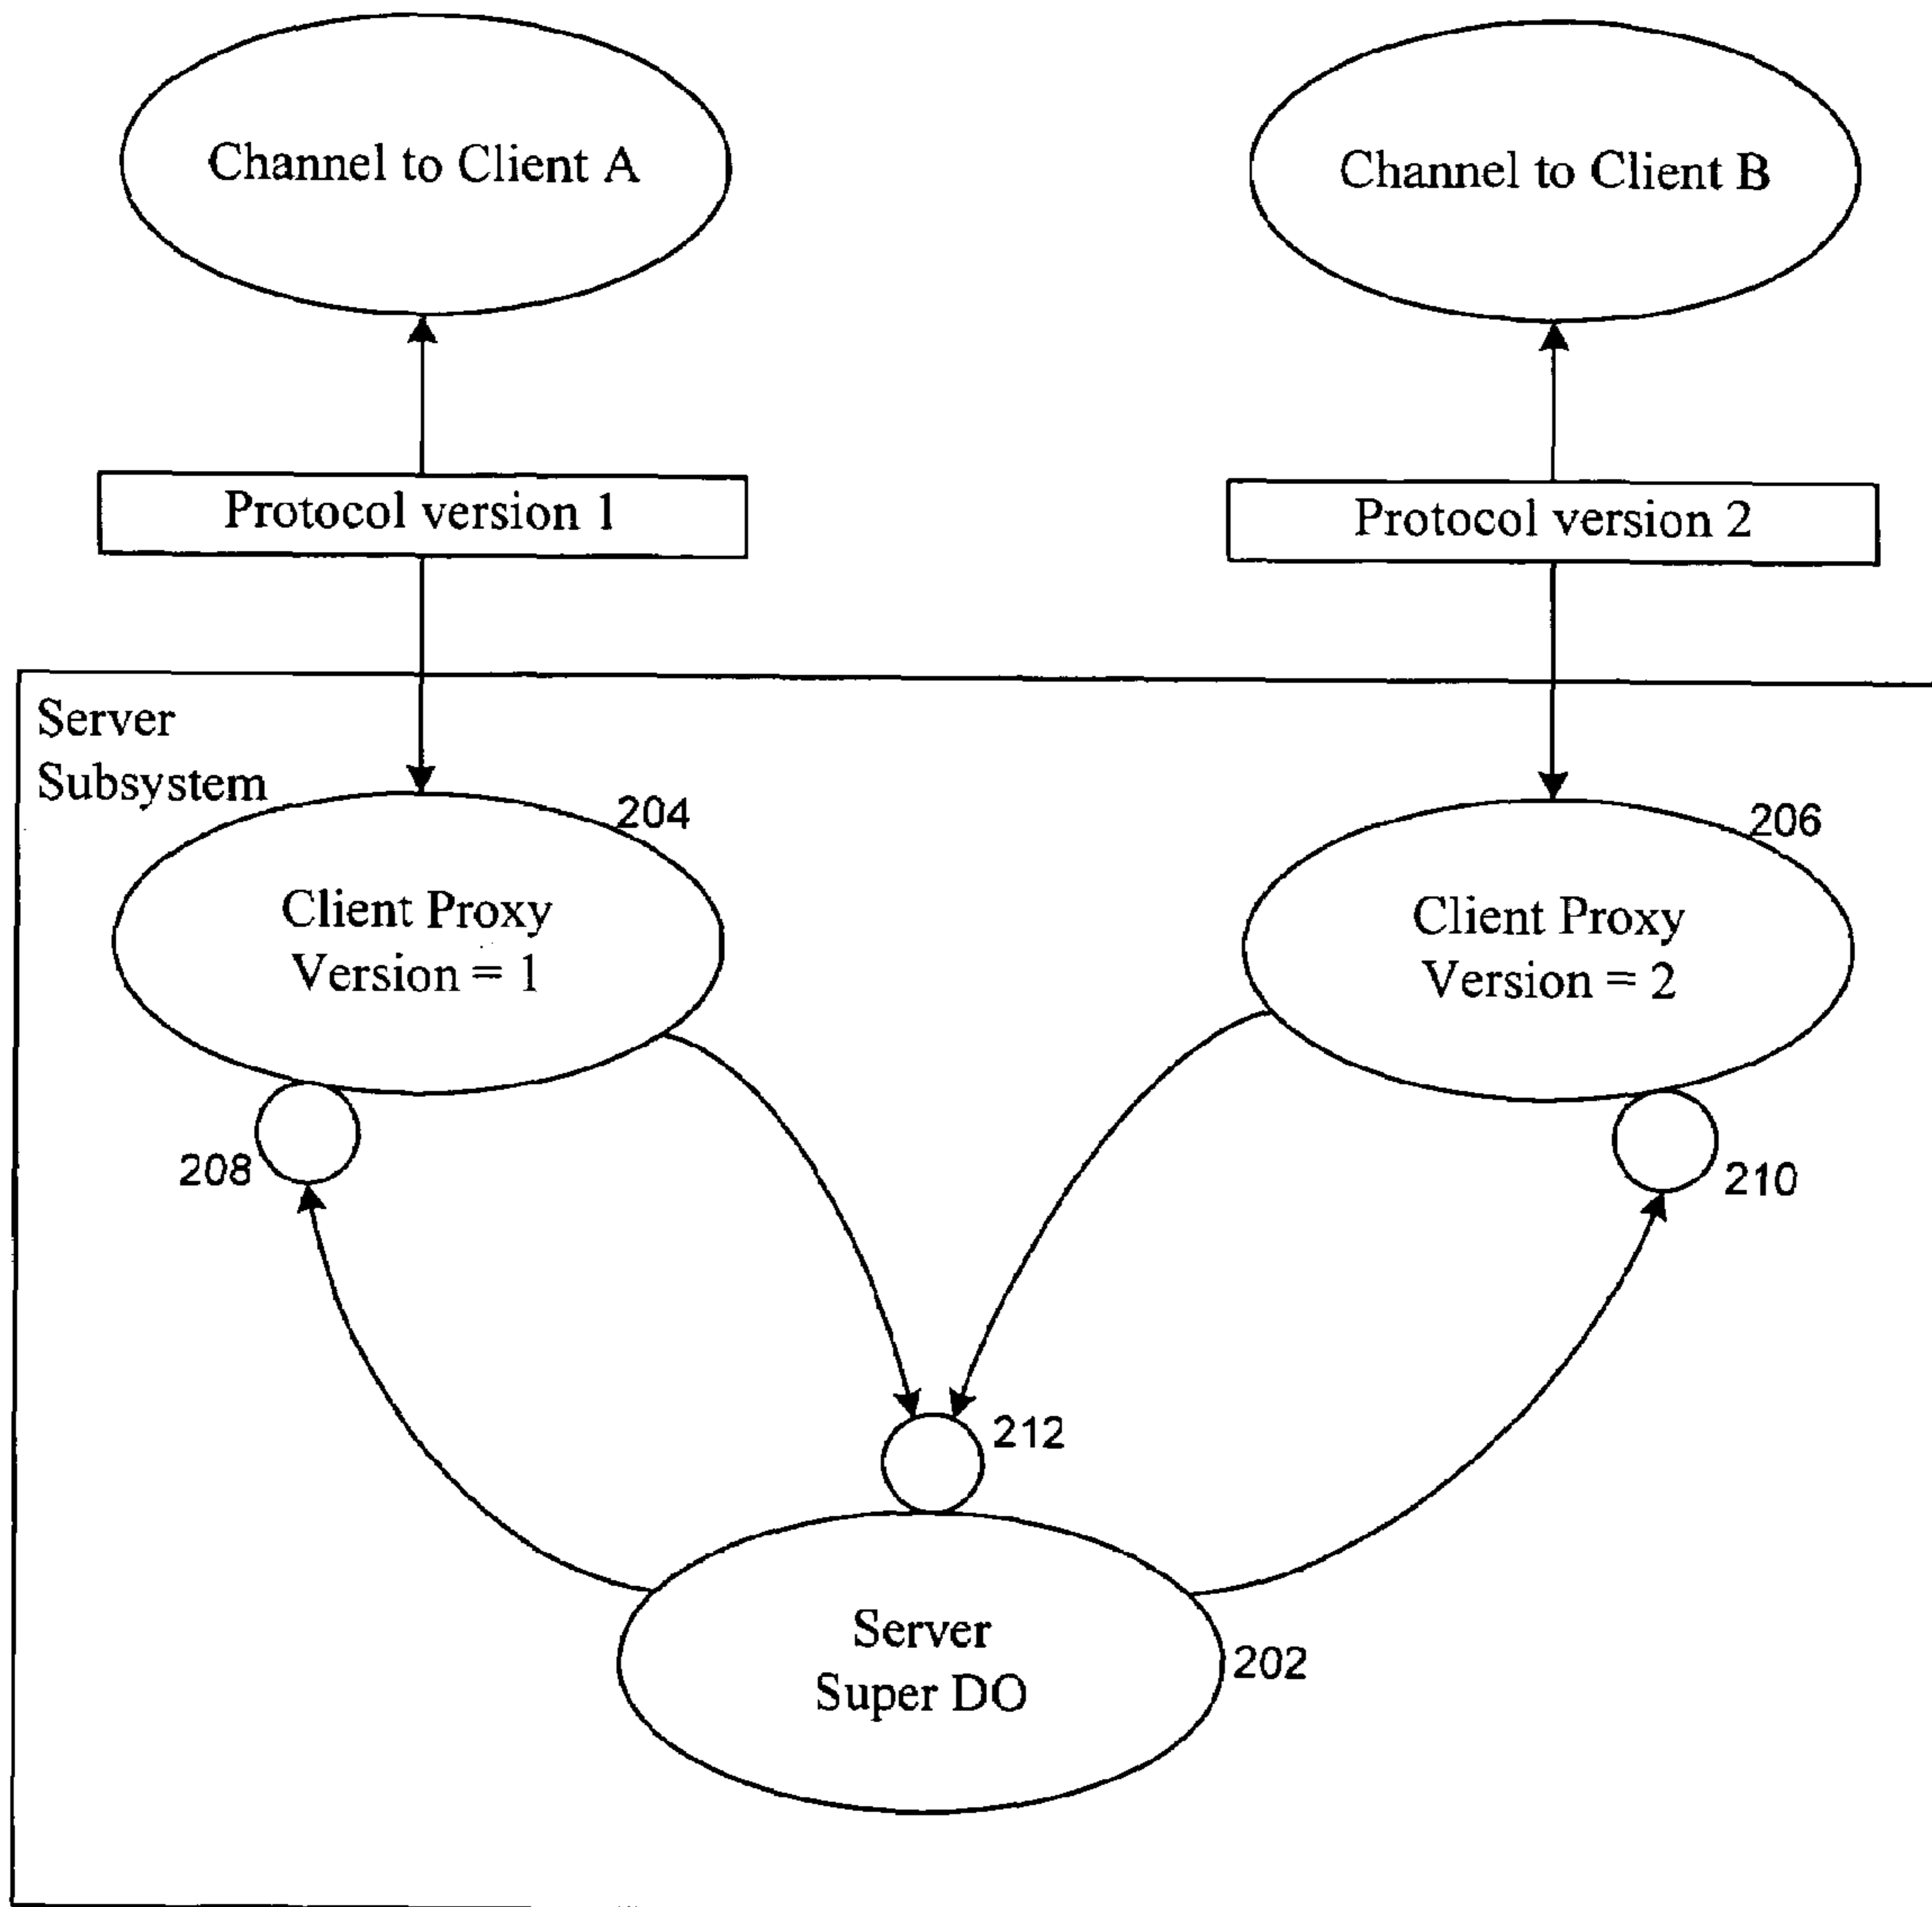 Channel to Client A
Channel to Client B
Protocol version 1
Protocol version 2
Server
Subsystem
204
206
Client Proxy
Version = 1
Client Proxy
Version = 2
208
210
212
Server
Super DO
202